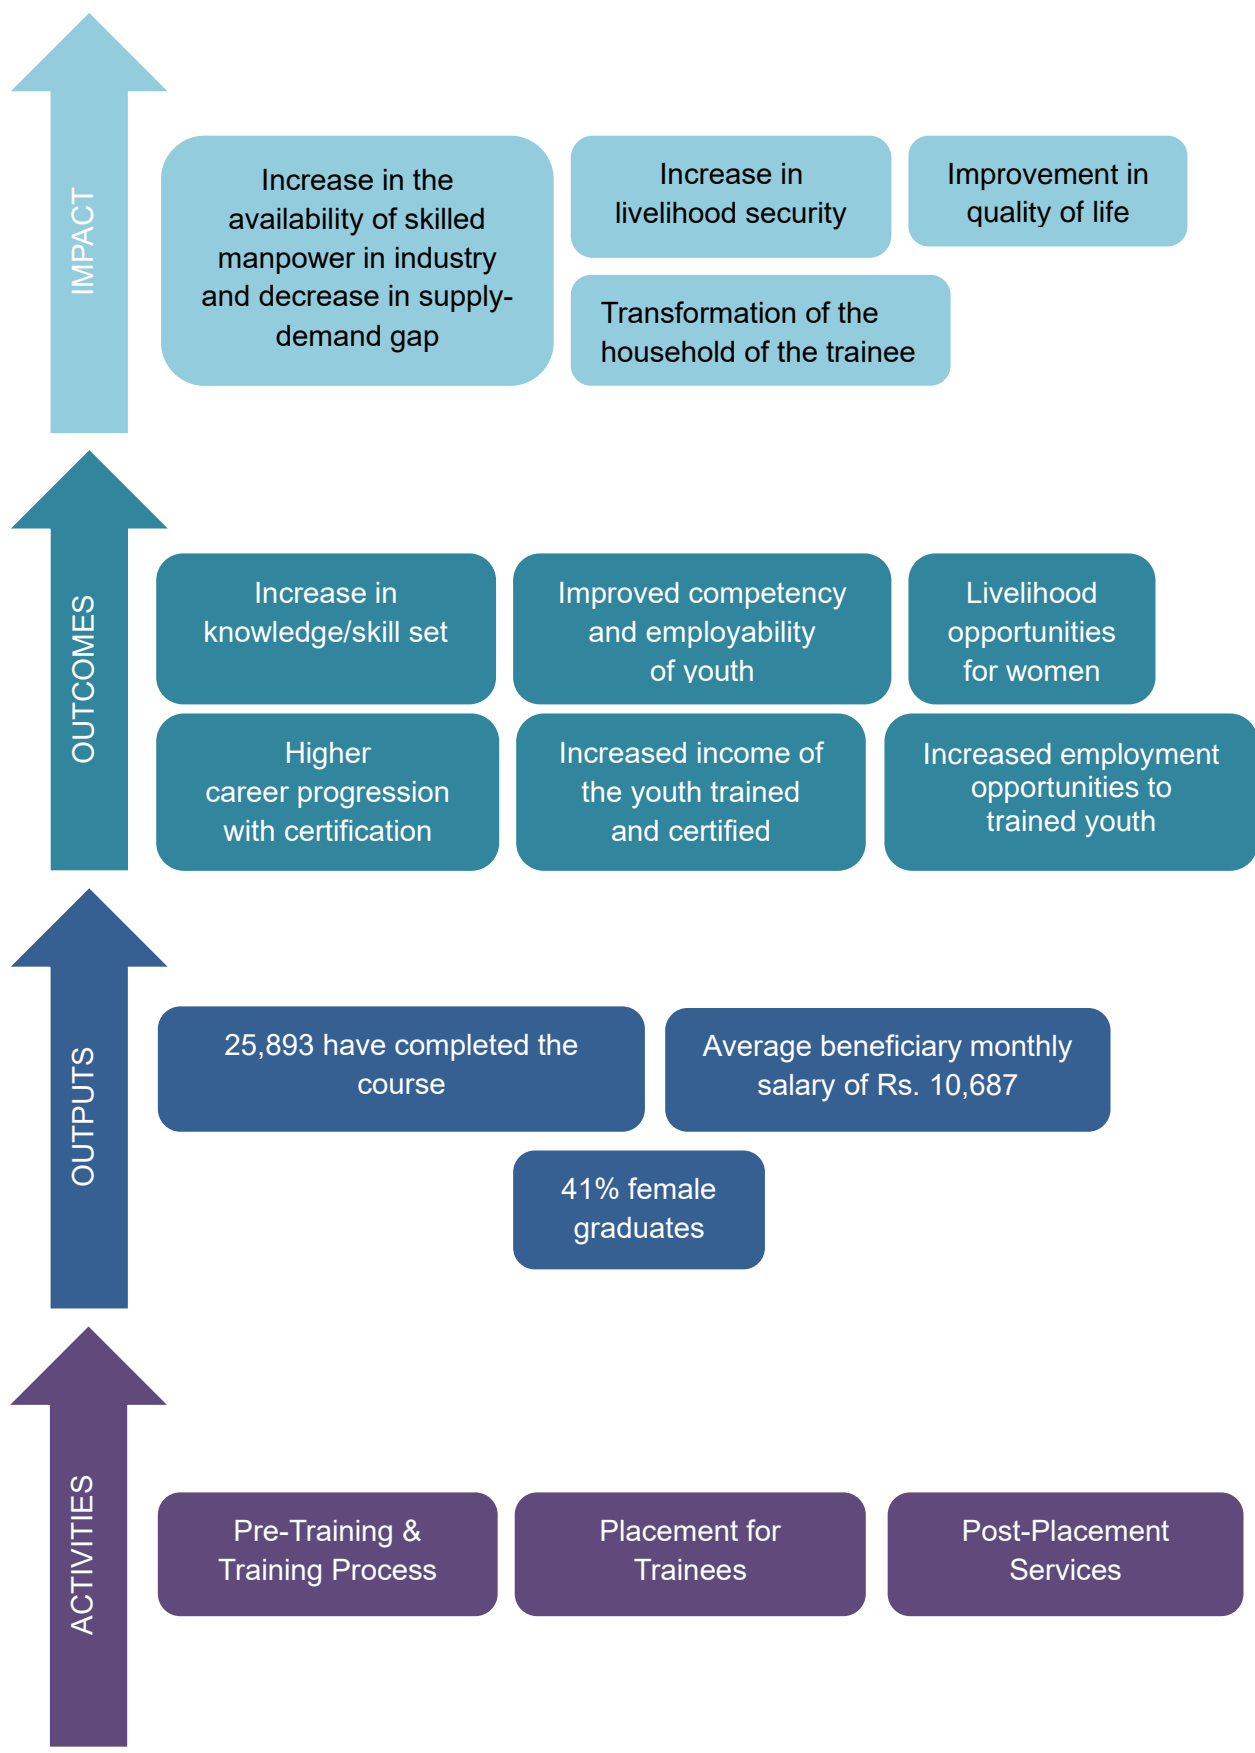 IMPACT
Increase in the
availability of skilled
manpower in industry
and decrease in supply-
demand gap
Increase in
livelihood security
Improvement in
quality of life
Transformation of the
household of the trainee
OUTCOMES
Increase in
knowledge/skill set
Improved competency
and employability
of youth
Livelihood
opportunities
for women
Higher
career progression
with certification
Increased income of
the youth trained
and certified
Increased employment
opportunities to
trained youth
OUTPUTS
25,893 have completed the
course
Average beneficiary monthly
salary of Rs. 10,687
41% female
graduates
ACTIVITIES
Pre-Training &
Training Process
Placement for
Trainees
Post-Placement
Services